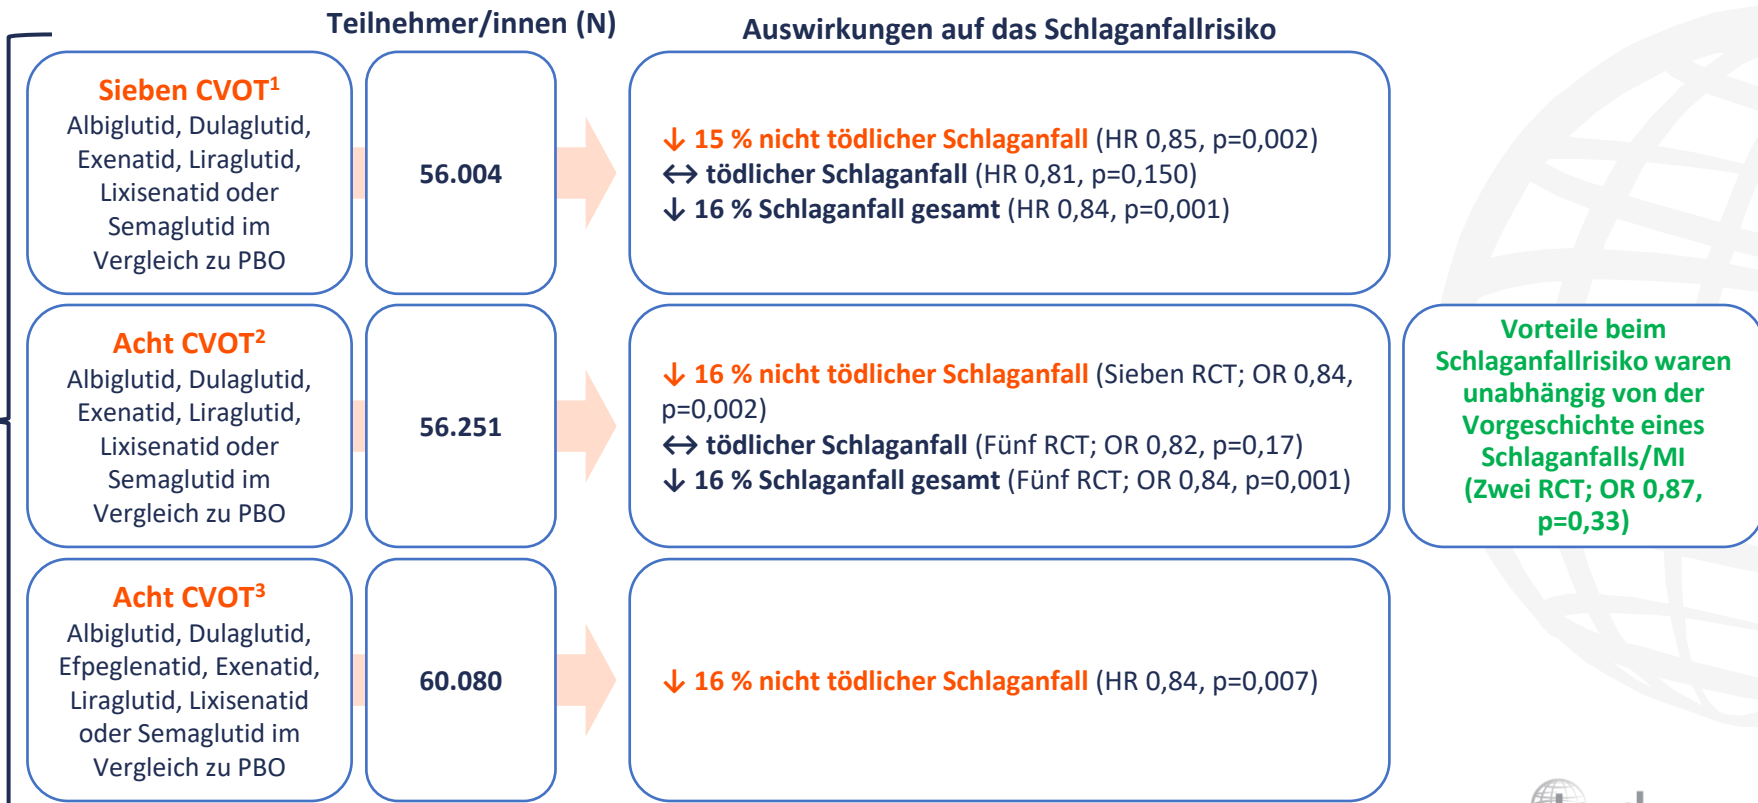 Teilnehmer/innen (N)
Auswirkungen auf das Schlaganfallrisiko
Sieben CVOT¹
Albiglutid, Dulaglutid,
Exenatid, Liraglutid,
Lixisenatid oder
Semaglutid im
Vergleich zu PBO
56.004
↓ 15 % nicht tödlicher Schlaganfall (HR 0,85, p=0,002)
↔ tödlicher Schlaganfall (HR 0,81, p=0,150)
↓ 16 % Schlaganfall gesamt (HR 0,84, p=0,001)
Acht CVOT²
Albiglutid, Dulaglutid,
Exenatid, Liraglutid,
Lixisenatid oder
Semaglutid im
Vergleich zu PBO
56.251
↓ 16 % nicht tödlicher Schlaganfall (Sieben RCT; OR 0,84,
p=0,002)
↔ tödlicher Schlaganfall (Fünf RCT; OR 0,82, p=0,17)
↓ 16 % Schlaganfall gesamt (Fünf RCT; OR 0,84, p=0,001)
Vorteile beim
Schlaganfallrisiko waren
unabhängig von der
Vorgeschichte eines
Schlaganfalls/MI
(Zwei RCT; OR 0,87,
p=0,33)
Acht CVOT³
Albiglutid, Dulaglutid,
Efpeglenatid, Exenatid,
Liraglutid, Lixisenatid
oder Semaglutid im
Vergleich zu PBO
60.080
↓ 16 % nicht tödlicher Schlaganfall (HR 0,84, p=0,007)